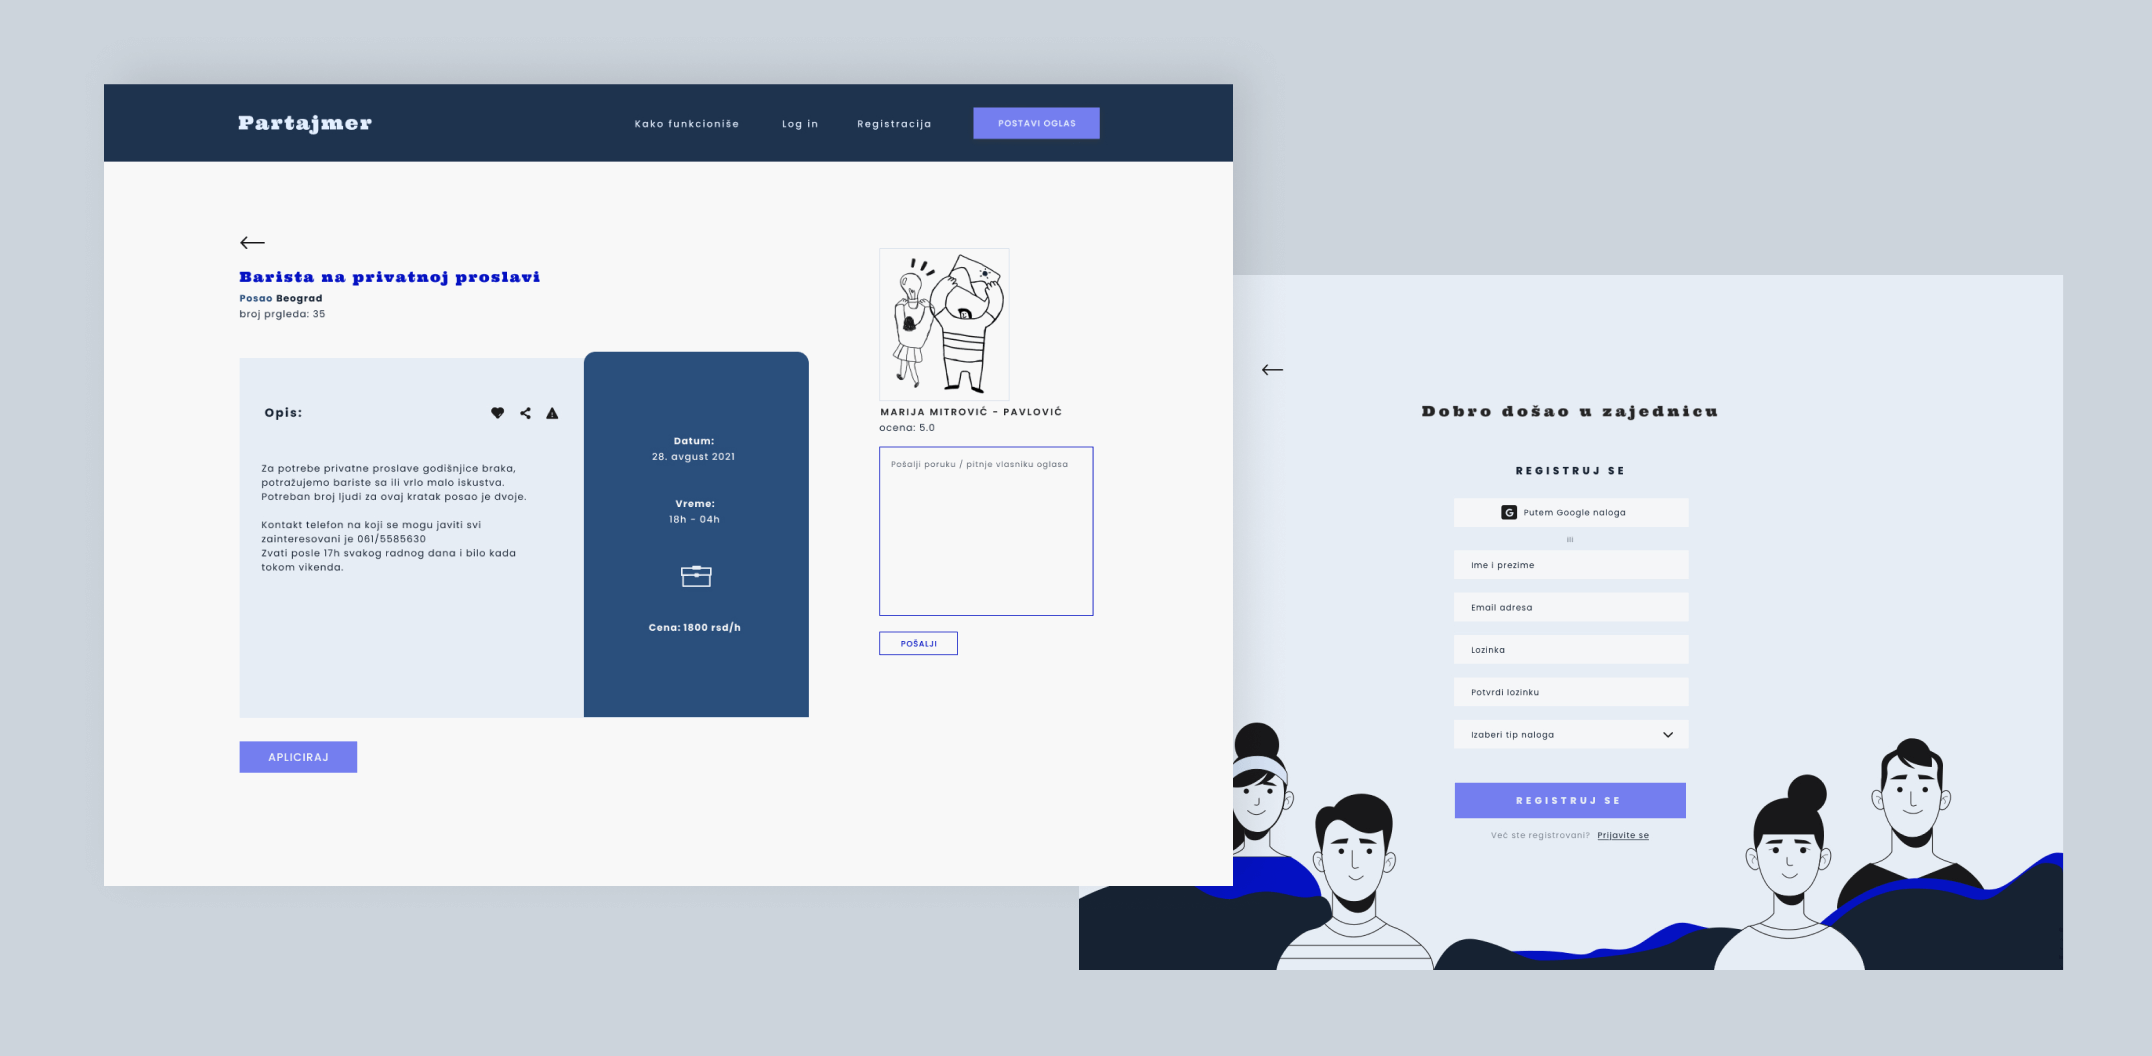 Partajmer
Kako funkcioniše
Log in
Registracija
POSTAVI OGLAS
Barista na privatnoj proslavi
Posao Beograd
broj prgleda: 35
Opis:
Za potrebe privatne proslave godišnjice braka,
potražujemo bariste sa ili vrlo malo iskustva.
Potreban broj ljudi za ovaj kratak posao je dvoje.
Kontakt telefon na koji se mogu javiti svi
zainteresovani je 061/5585630
Zvati posle 17h svakog radnog dana i bilo kada
tokom vikenda.
Datum:
28. avgust 2021
Vreme:
18h - 04h
Cena: 1800 rsd/h
APLICIRAJ
MARIJA MITROVIĆ - PAVLOVIĆ
ocena: 5.0
Pošalji poruku / pitnje vlasniku oglasa
POŠALJI
Dobro došao u zajednicu
REGISTRUJ SE
G Putem Google naloga
ili
Ime i prezime
Email adresa
Lozinka
Potvrdi lozinku
Izaberi tip naloga
REGISTRUJ SE
Već ste registrovani? Prijavite se